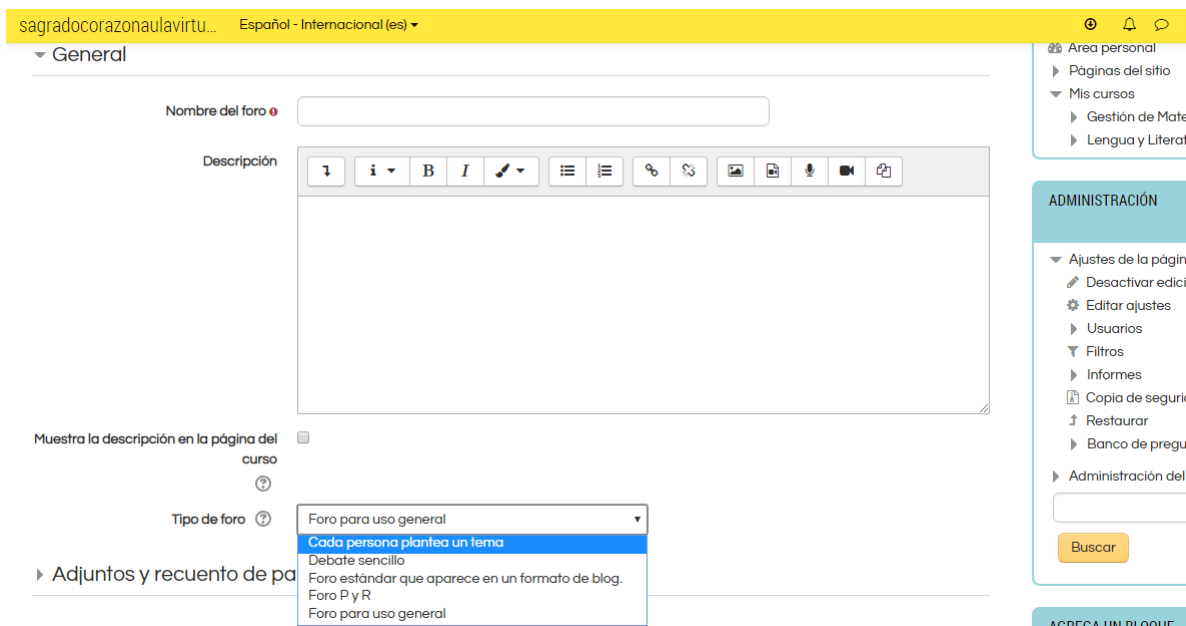 sagradocorazonaulavirtu... Español - Internacional (es)
General
Nombre del foro
Descripción
i B I
Muestra la descripción en la página del
curso
Tipo de foro
Foro para uso general
Cada persona plantea un tema
Debate sencillo
Foro estándar que aparece en un formato de blog.
Foro P y R
Foro para uso general
Adjuntos y recuento de pa
Área personal
Páginas del sitio
Mis cursos
Gestión de Mate
Lengua y Literat
ADMINISTRACIÓN
Ajustes de la págin
Desactivar edici
Editar ajustes
Usuarios
Filtros
Informes
Copia de seguri
Restaurar
Banco de pregu
Administración del
Buscar
AGREGA UN BLOQUE